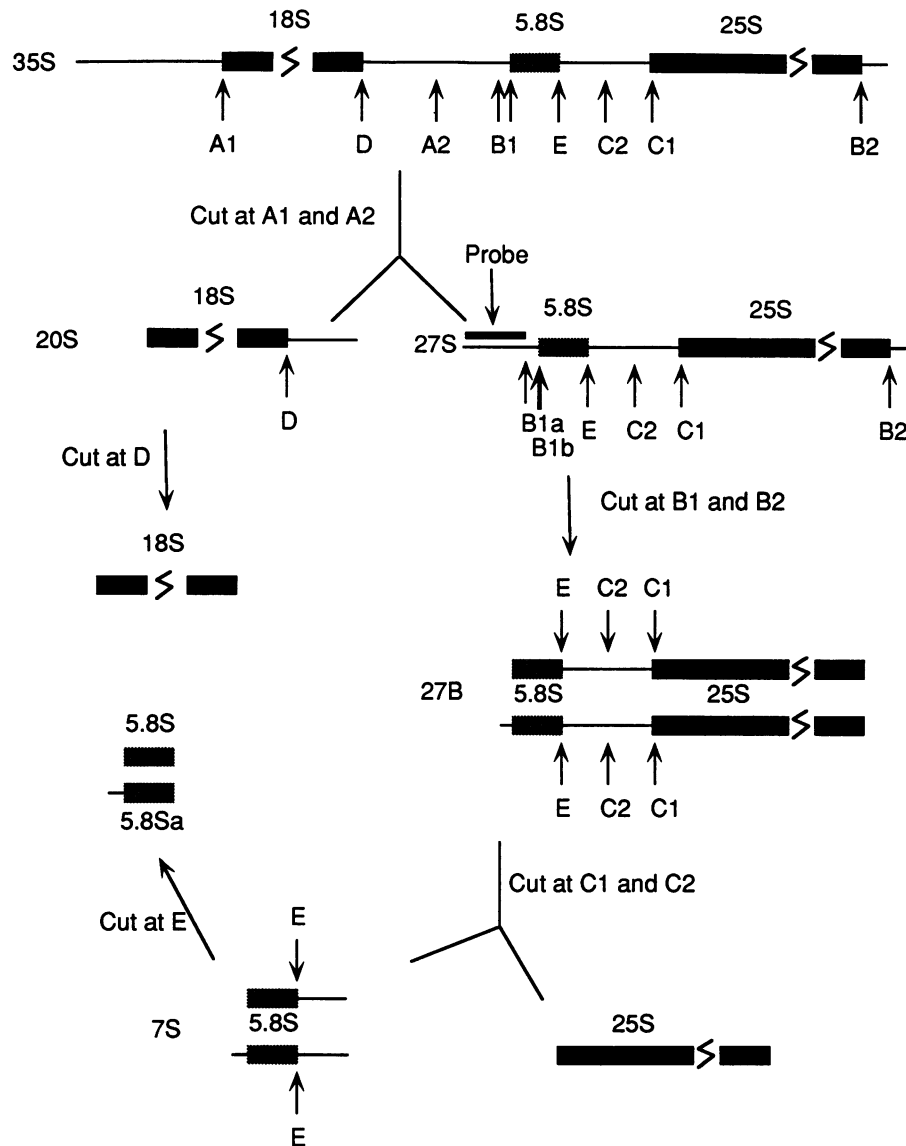 18S 5.8S 25S
35S
A1 D A2 B1 E C2 C1 B2
Cut at A1 and A2
Probe
18S 5.8S 25S
20S 27S
D B1a E C2 C1 B2
B1b
Cut at D
Cut at B1 and B2
18S
E C2 C1
27B 5.8S 25S
5.8S
E C2 C1
5.8Sa
Cut at C1 and C2
Cut at E
E
7S 5.8S
25S
E